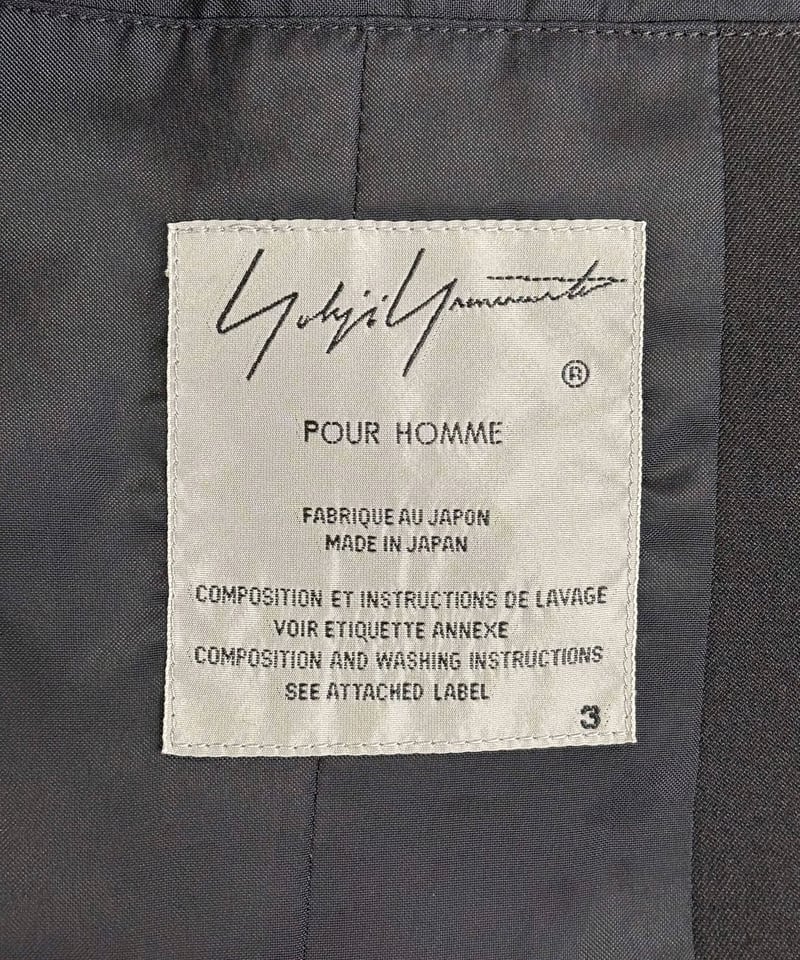 Yohji Yamamoto
®
POUR HOMME
FABRIQUE AU JAPON
MADE IN JAPAN
COMPOSITION ET INSTRUCTIONS DE LAVAGE
VOIR ETIQUETTE ANNEXE
COMPOSITION AND WASHING INSTRUCTIONS
SEE ATTACHED LABEL
3